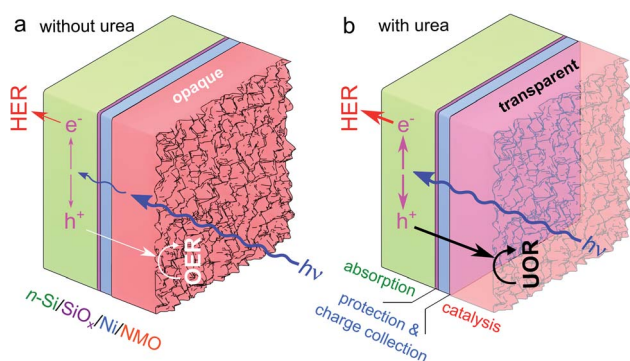 a without urea
opaque
HER
e⁻
h⁺
OER
hν
n-Si/SiOₓ/Ni/NMO
b with urea
transparent
HER
e⁻
h⁺
UOR
hν
absorption
protection &
charge collection
catalysis